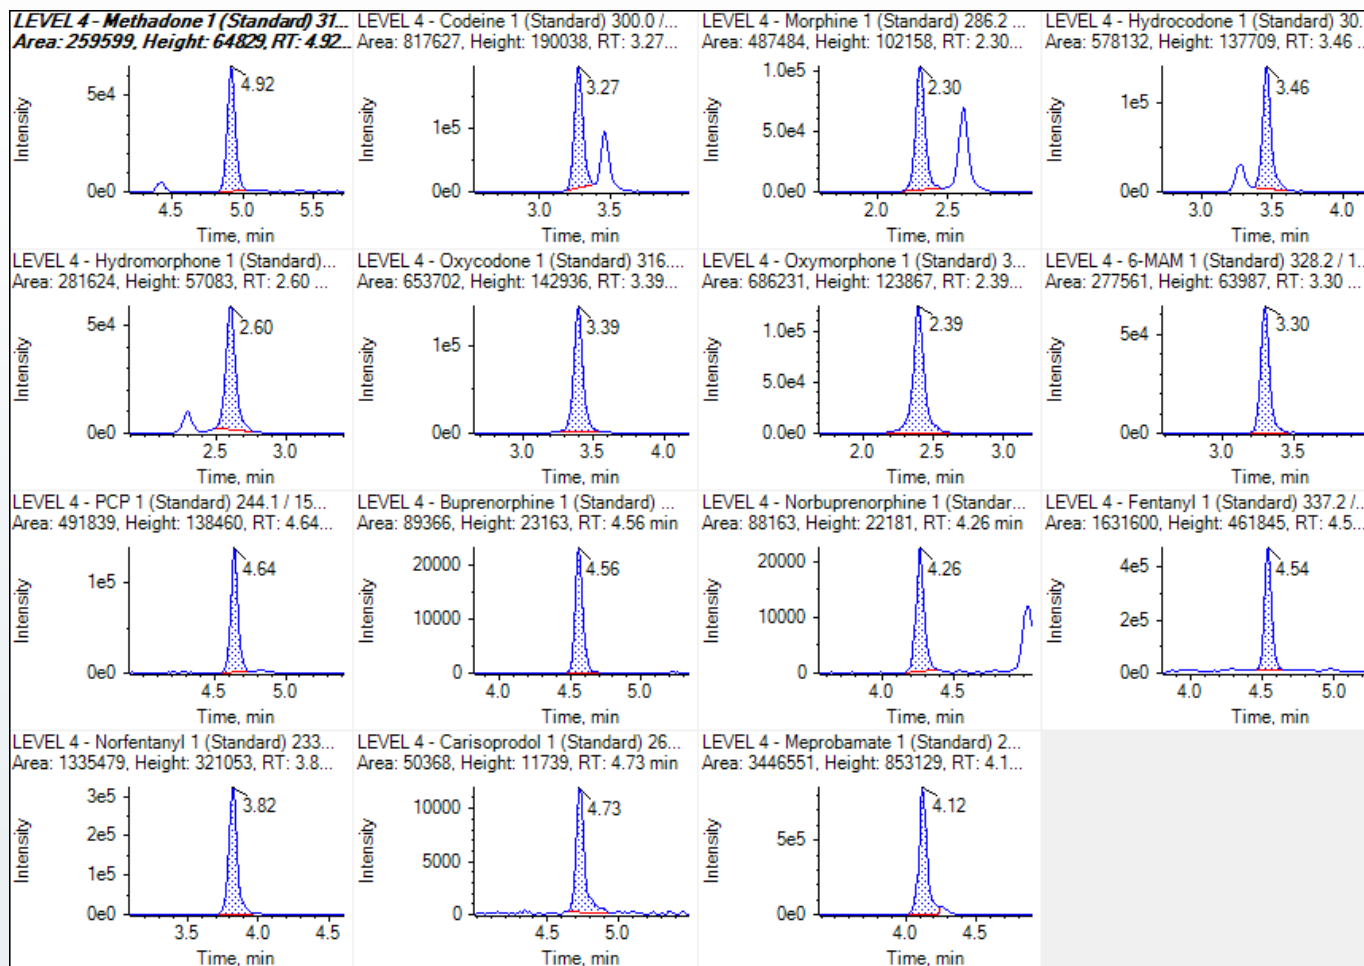 LEVEL 4 - Methadone 1 (Standard) 31...
Area: 259599, Height: 64829, RT: 4.92...
Intensity
5e4
0e0
4.92
4.5 5.0 5.5
Time, min
LEVEL 4 - Codeine 1 (Standard) 300.0 /...
Area: 817627, Height: 190038, RT: 3.27...
Intensity
1e5
0e0
3.27
3.0 3.5
Time, min
LEVEL 4 - Morphine 1 (Standard) 286.2 ...
Area: 487484, Height: 102158, RT: 2.30...
Intensity
1.0e5
5.0e4
0.0e0
2.30
2.0 2.5
Time, min
LEVEL 4 - Hydrocodone 1 (Standard) 30...
Area: 578132, Height: 137709, RT: 3.46 ...
Intensity
1e5
0e0
3.46
3.0 3.5 4.0
Time, min
LEVEL 4 - Hydromorphone 1 (Standard)...
Area: 281624, Height: 57083, RT: 2.60 ...
Intensity
5e4
0e0
2.60
2.5 3.0
Time, min
LEVEL 4 - Oxycodone 1 (Standard) 316....
Area: 653702, Height: 142936, RT: 3.39...
Intensity
1e5
0e0
3.39
3.0 3.5 4.0
Time, min
LEVEL 4 - Oxymorphone 1 (Standard) 3...
Area: 686231, Height: 123867, RT: 2.39...
Intensity
1.0e5
5.0e4
0.0e0
2.39
2.0 2.5
Time, min
LEVEL 4 - 6-MAM 1 (Standard) 328.2 / 1...
Area: 277561, Height: 63987, RT: 3.30 ...
Intensity
5e4
0e0
3.30
3.0 3.5
Time, min
LEVEL 4 - PCP 1 (Standard) 244.1 / 15...
Area: 491839, Height: 138460, RT: 4.64...
Intensity
1e5
0e0
4.64
4.5 5.0
Time, min
LEVEL 4 - Buprenorphine 1 (Standard) ...
Area: 89366, Height: 23163, RT: 4.56 min
Intensity
20000
10000
0
4.56
4.0 4.5 5.0
Time, min
LEVEL 4 - Norbuprenorphine 1 (Standar...
Area: 88163, Height: 22181, RT: 4.26 min
Intensity
20000
10000
0
4.26
4.0 4.5
Time, min
LEVEL 4 - Fentanyl 1 (Standard) 337.2 /...
Area: 1631600, Height: 461845, RT: 4.5...
Intensity
4e5
2e5
0e0
4.54
4.0 4.5 5.0
Time, min
LEVEL 4 - Norfentanyl 1 (Standard) 233...
Area: 1335479, Height: 321053, RT: 3.8...
Intensity
3e5
2e5
1e5
0e0
3.82
3.5 4.0 4.5
Time, min
LEVEL 4 - Carisoprodol 1 (Standard) 26...
Area: 50368, Height: 11739, RT: 4.73 min
Intensity
10000
5000
0
4.73
4.5 5.0
Time, min
LEVEL 4 - Meprobamate 1 (Standard) 2...
Area: 3446551, Height: 853129, RT: 4.1...
Intensity
5e5
0e0
4.12
4.0 4.5
Time, min